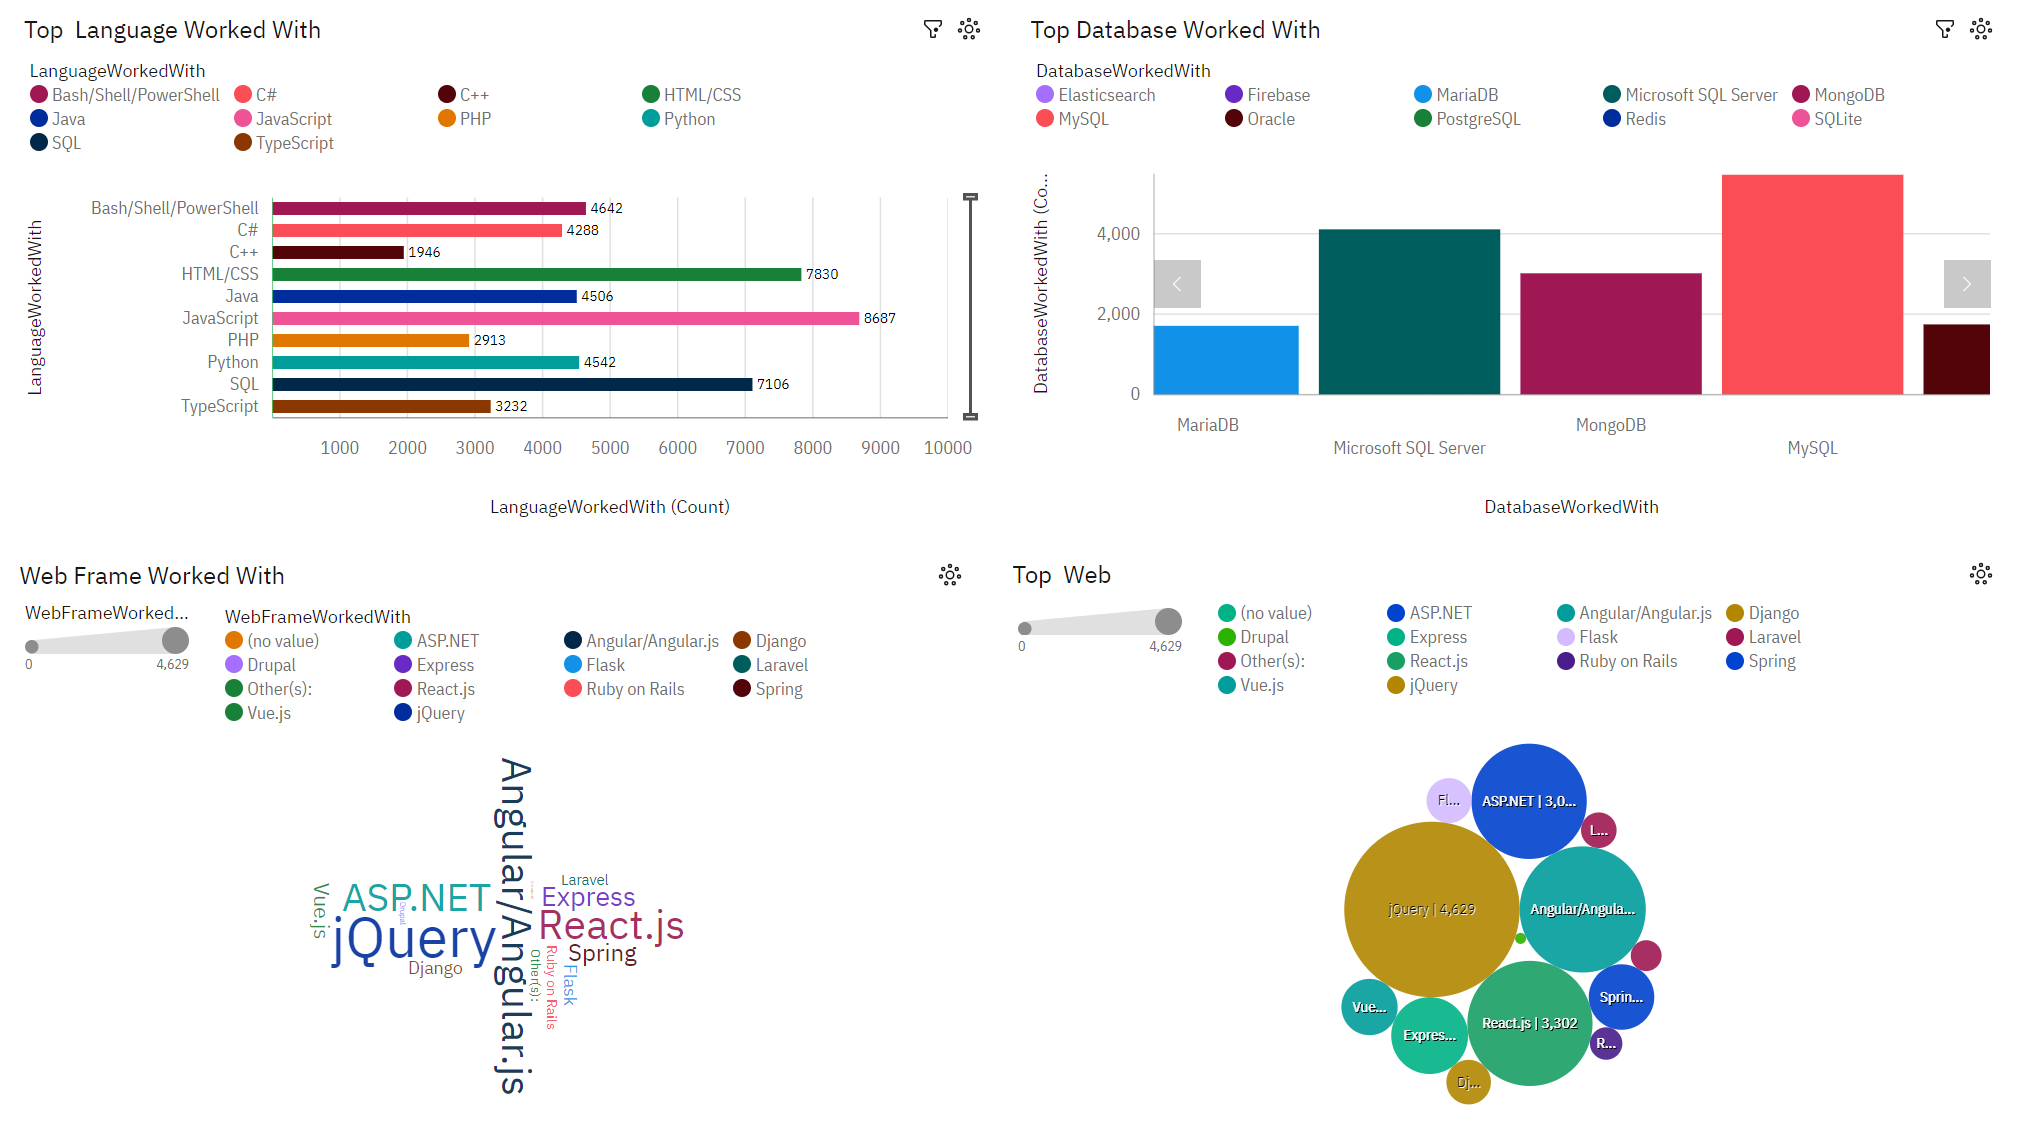 Top  Language Worked With
LanguageWorkedWith
Bash/Shell/PowerShell C# C++ HTML/CSS
Java JavaScript PHP Python
SQL TypeScript
LanguageWorkedWith
Bash/Shell/PowerShell 4642
C# 4288
C++ 1946
HTML/CSS 7830
Java 4506
JavaScript 8687
PHP 2913
Python 4542
SQL 7106
TypeScript 3232
1000 2000 3000 4000 5000 6000 7000 8000 9000 10000
LanguageWorkedWith (Count)
Top Database Worked With
DatabaseWorkedWith
Elasticsearch Firebase MariaDB Microsoft SQL Server MongoDB
MySQL Oracle PostgreSQL Redis SQLite
DatabaseWorkedWith (Co...
4,000
2,000
0
MariaDB MongoDB
Microsoft SQL Server MySQL
DatabaseWorkedWith
Web Frame Worked With
WebFrameWorked...
0 4,629
WebFrameWorkedWith
(no value) ASP.NET Angular/Angular.js Django
Drupal Express Flask Laravel
Other(s): React.js Ruby on Rails Spring
Vue.js jQuery
Angular/Angular.js
Laravel
Vue.js
ASP.NET
Drupal
Express
jQuery
React.js
Spring
Django
Other(s):
Ruby on Rails
Flask
Top  Web
0 4,629
(no value) ASP.NET Angular/Angular.js Django
Drupal Express Flask Laravel
Other(s): React.js Ruby on Rails Spring
Vue.js jQuery
Fl...
ASP.NET | 3,0...
L...
jQuery | 4,629
Angular/Angula...
Sprin...
Vue...
React.js | 3,302
Expres...
R...
Dj...